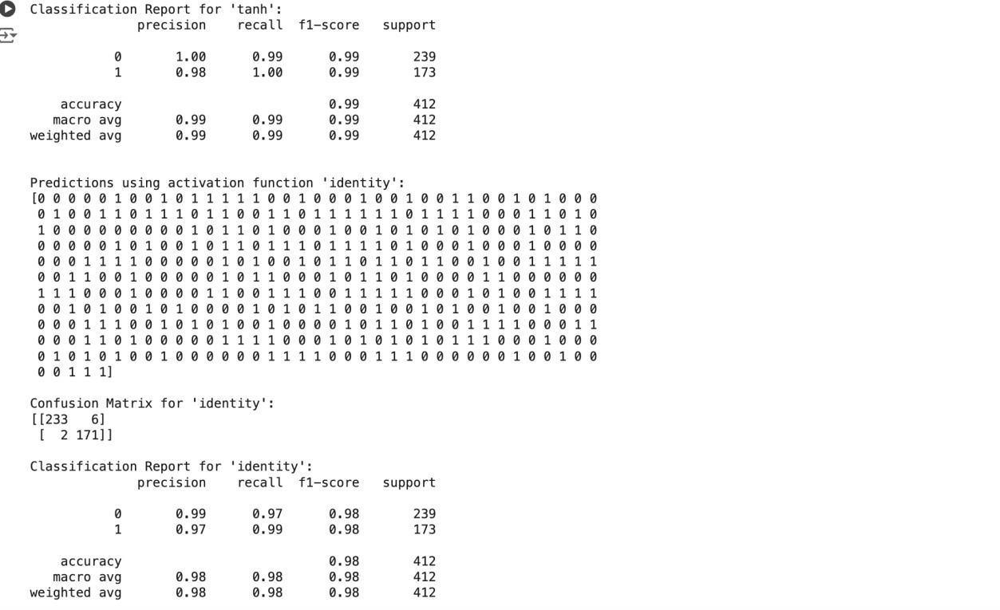 Classification Report for 'tanh':
              precision    recall  f1-score   support

           0       1.00      0.99      0.99       239
           1       0.98      1.00      0.99       173

    accuracy                           0.99       412
   macro avg       0.99      0.99      0.99       412
weighted avg       0.99      0.99      0.99       412

Predictions using activation function 'identity':
[0 0 0 0 0 1 0 0 1 0 1 1 1 1 1 0 0 1 0 0 0 1 0 0 1 0 0 1 1 0 0 1 0 1 0 0 0
 0 1 0 0 1 1 0 1 1 1 0 1 1 0 0 1 1 0 1 1 1 1 1 1 0 1 1 1 1 0 0 0 1 1 0 1 0
 1 0 0 0 0 0 0 0 0 0 1 0 1 1 0 1 0 0 0 1 0 0 1 0 1 0 1 0 1 0 0 0 1 0 1 1 0
 0 0 0 0 0 1 0 1 0 0 1 0 1 1 0 1 1 1 0 1 1 1 1 0 1 0 0 0 1 0 0 0 1 0 0 0 0
 0 0 0 1 1 1 1 0 0 0 0 0 1 0 1 0 0 1 0 1 1 0 1 1 0 1 1 0 0 1 0 0 1 1 1 1 1
 0 0 1 1 0 0 1 0 0 0 0 0 1 0 1 1 0 0 0 1 0 1 1 0 1 0 0 0 0 1 1 0 0 0 0 0 0
 1 1 1 0 0 0 1 0 0 0 0 1 1 0 0 1 1 1 0 0 1 1 1 1 1 0 0 0 1 0 1 0 0 1 1 1 1
 0 0 1 0 1 0 0 1 0 1 0 0 0 0 1 0 1 0 1 1 0 0 1 0 0 1 0 1 0 0 1 0 0 1 0 0 0
 0 0 0 1 1 1 0 0 1 0 1 0 1 0 0 1 0 0 0 0 1 0 1 1 0 1 0 0 1 1 1 1 0 0 0 1 1
 0 0 0 1 1 0 1 0 0 0 0 0 1 1 1 1 0 0 0 1 0 1 0 1 0 1 0 1 1 1 0 0 0 1 0 0 0
 0 1 0 1 0 1 0 0 1 0 0 0 0 0 0 1 1 1 1 0 0 0 1 1 1 0 0 0 0 0 0 1 0 0 1 0 0
 0 0 1 1 1]

Confusion Matrix for 'identity':
[[233   6]
 [  2 171]]

Classification Report for 'identity':
              precision    recall  f1-score   support

           0       0.99      0.97      0.98       239
           1       0.97      0.99      0.98       173

    accuracy                           0.98       412
   macro avg       0.98      0.98      0.98       412
weighted avg       0.98      0.98      0.98       412